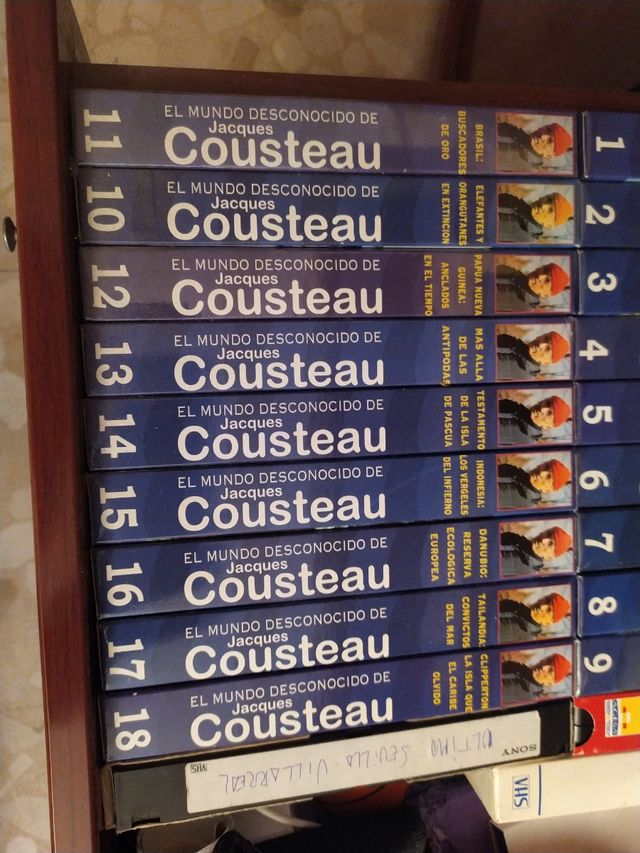 11
EL MUNDO DESCONOCIDO DE
Jacques
Cousteau
BRASIL:
BUSCADORES
DE ORO
1
10
EL MUNDO DESCONOCIDO DE
Jacques
Cousteau
ELEFANTES Y
ORANGUTANES
EN EXTINCION
2
12
EL MUNDO DESCONOCIDO DE
Jacques
Cousteau
PAPUA NUEVA
GUINEA:
ANCLADOS
EN EL TIEMPO
3
13
EL MUNDO DESCONOCIDO DE
Jacques
Cousteau
MAS ALLA
DE LAS
ANTIPODAS
4
14
EL MUNDO DESCONOCIDO DE
Jacques
Cousteau
TESTAMENTO
DE LA ISLA
DE PASCUA
5
15
EL MUNDO DESCONOCIDO DE
Jacques
Cousteau
INDONESIA:
LOS VERGELES
DEL INFIERNO
6
16
EL MUNDO DESCONOCIDO DE
Jacques
Cousteau
DANUBIO:
RESERVA
ECOLOGICA
EUROPEA
7
17
EL MUNDO DESCONOCIDO DE
Jacques
Cousteau
TAILANDIA:
CONVICTOS
DEL MAR
8
18
EL MUNDO DESCONOCIDO DE
Jacques
Cousteau
CLIPPERTON
LA ISLA QUE
EL CARIBE
OLVIDO
9
SONY
ULTIMO SEVILLA - VILLARREAL
VHS
VHS